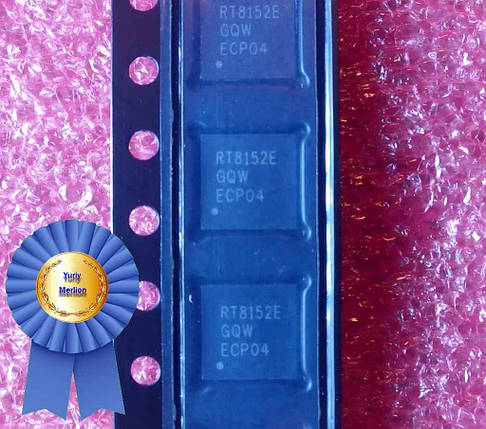 RT8152E
GQW
ECP04
RT8152E
GQW
ECP04
RT8152E
GQW
ECP04
Yuriy
Merlion